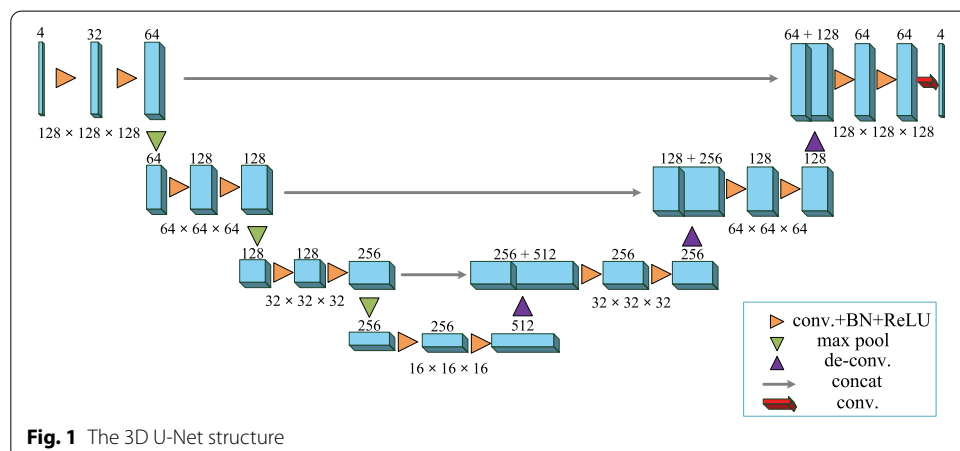 4 32 64 64 + 128 64 64 4
128 × 128 × 128 128 × 128 × 128
64 128 128 128 + 256 128 128
64 × 64 × 64 64 × 64 × 64
128 128 256 256 + 512 256 256
32 × 32 × 32 32 × 32 × 32
256 256 512
16 × 16 × 16
conv.+BN+ReLU
max pool
de-conv.
concat
conv.
Fig. 1 The 3D U-Net structure